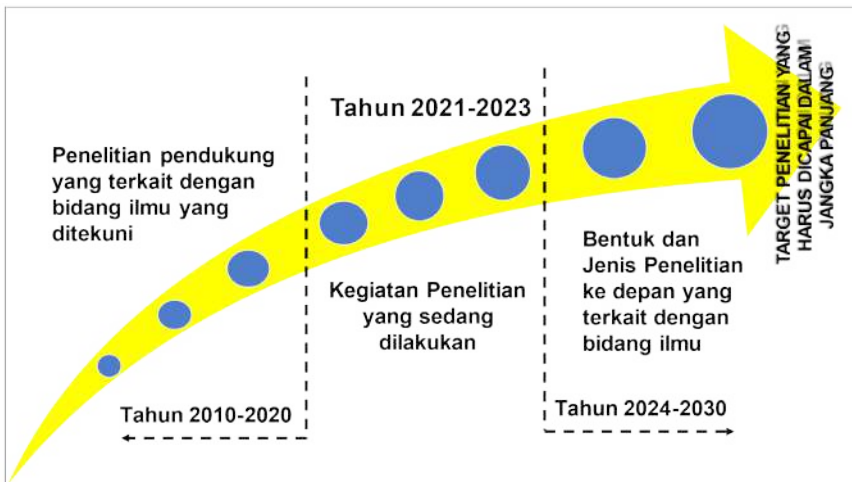 Penelitian pendukung
yang terkait dengan
bidang ilmu yang
ditekuni
Tahun 2010-2020
Tahun 2021-2023
Kegiatan Penelitian
yang sedang
dilakukan
Bentuk dan
Jenis Penelitian
ke depan yang
terkait dengan
bidang ilmu
Tahun 2024-2030
TARGET PENELITIAN YANG
HARUS DICAPAI DALAM
JANGKA PANJANG